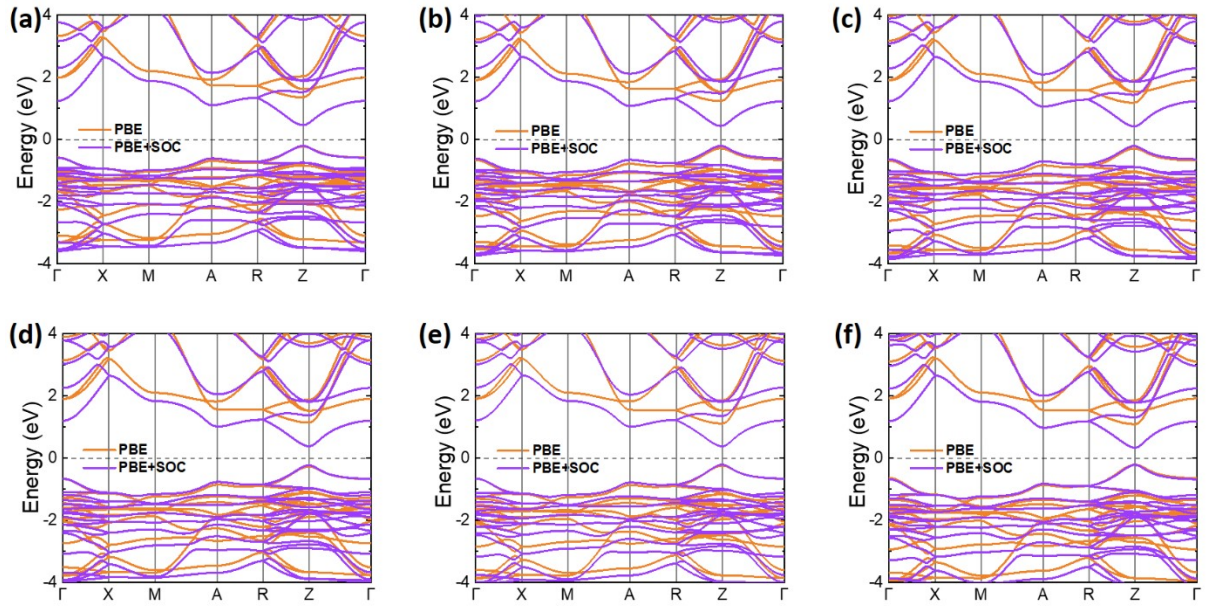 (a)
4
2
0
-2
-4
Energy (eV)
PBE
PBE+SOC
Γ X M A R Z Γ
(b)
4
2
0
-2
-4
Energy (eV)
PBE
PBE+SOC
Γ X M A R Z Γ
(c)
4
2
0
-2
-4
Energy (eV)
PBE
PBE+SOC
Γ X M A R Z Γ
(d)
4
2
0
-2
-4
Energy (eV)
PBE
PBE+SOC
Γ X M A R Z Γ
(e)
4
2
0
-2
-4
Energy (eV)
PBE
PBE+SOC
Γ X M A R Z Γ
(f)
4
2
0
-2
-4
Energy (eV)
PBE
PBE+SOC
Γ X M A R Z Γ